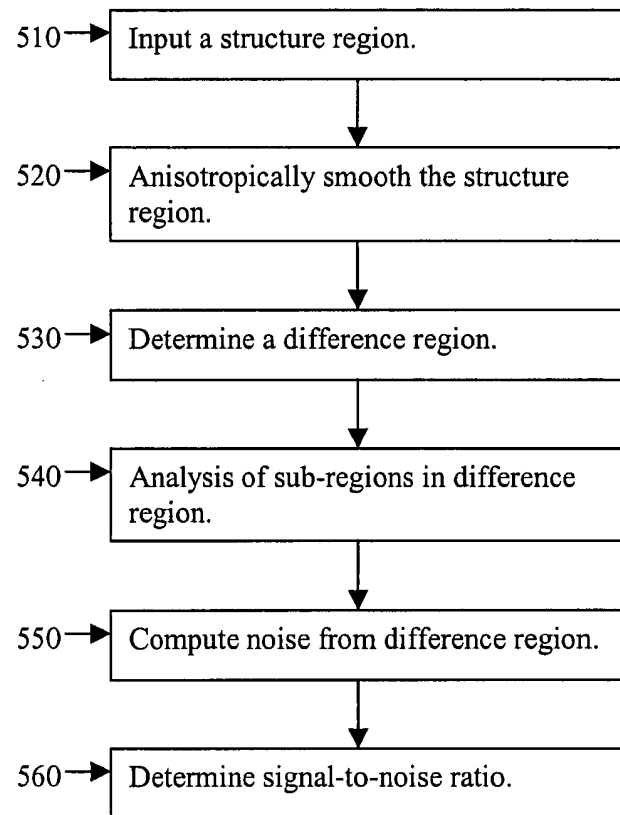 510 Input a structure region.
520 Anisotropically smooth the structure
region.
530 Determine a difference region.
540 Analysis of sub-regions in difference
region.
550 Compute noise from difference region.
560 Determine signal-to-noise ratio.